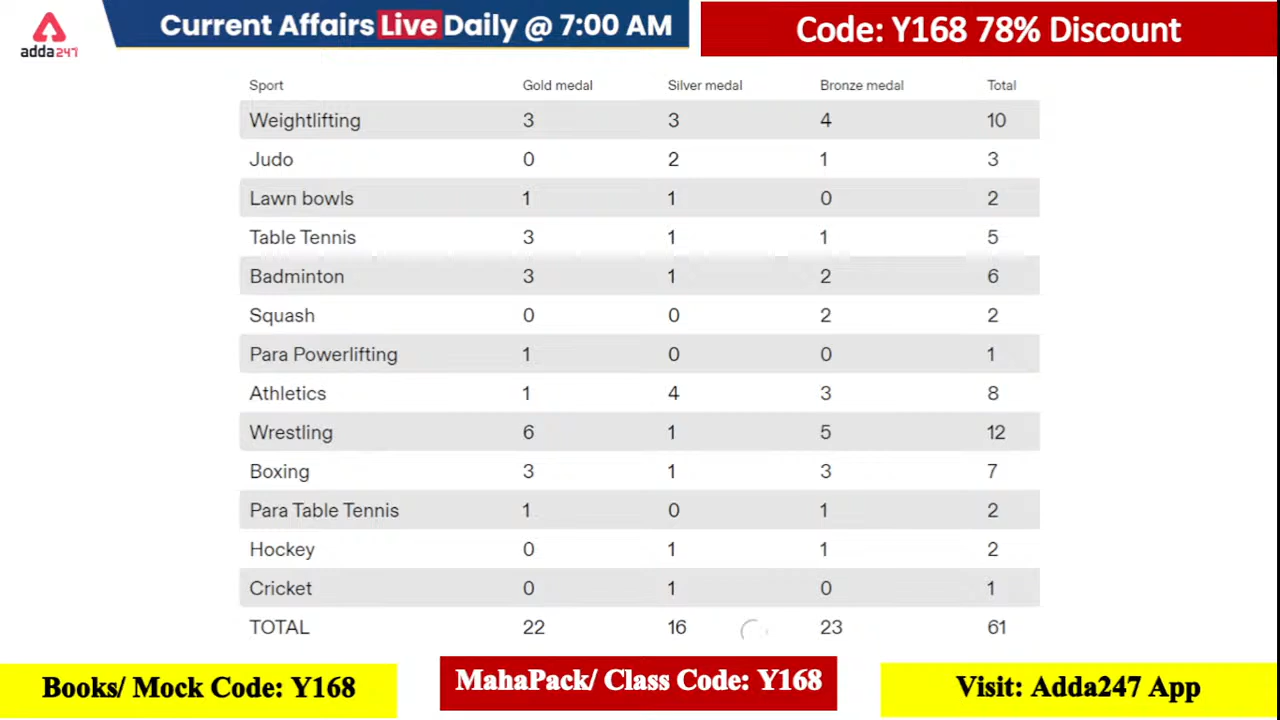 adda247
Current Affairs Live Daily @ 7:00 AM
Code: Y168 78% Discount
Sport Gold medal Silver medal Bronze medal Total
Weightlifting 3 3 4 10
Judo 0 2 1 3
Lawn bowls 1 1 0 2
Table Tennis 3 1 1 5
Badminton 3 1 2 6
Squash 0 0 2 2
Para Powerlifting 1 0 0 1
Athletics 1 4 3 8
Wrestling 6 1 5 12
Boxing 3 1 3 7
Para Table Tennis 1 0 1 2
Hockey 0 1 1 2
Cricket 0 1 0 1
TOTAL 22 16 23 61
Books/ Mock Code: Y168
MahaPack/ Class Code: Y168
Visit: Adda247 App